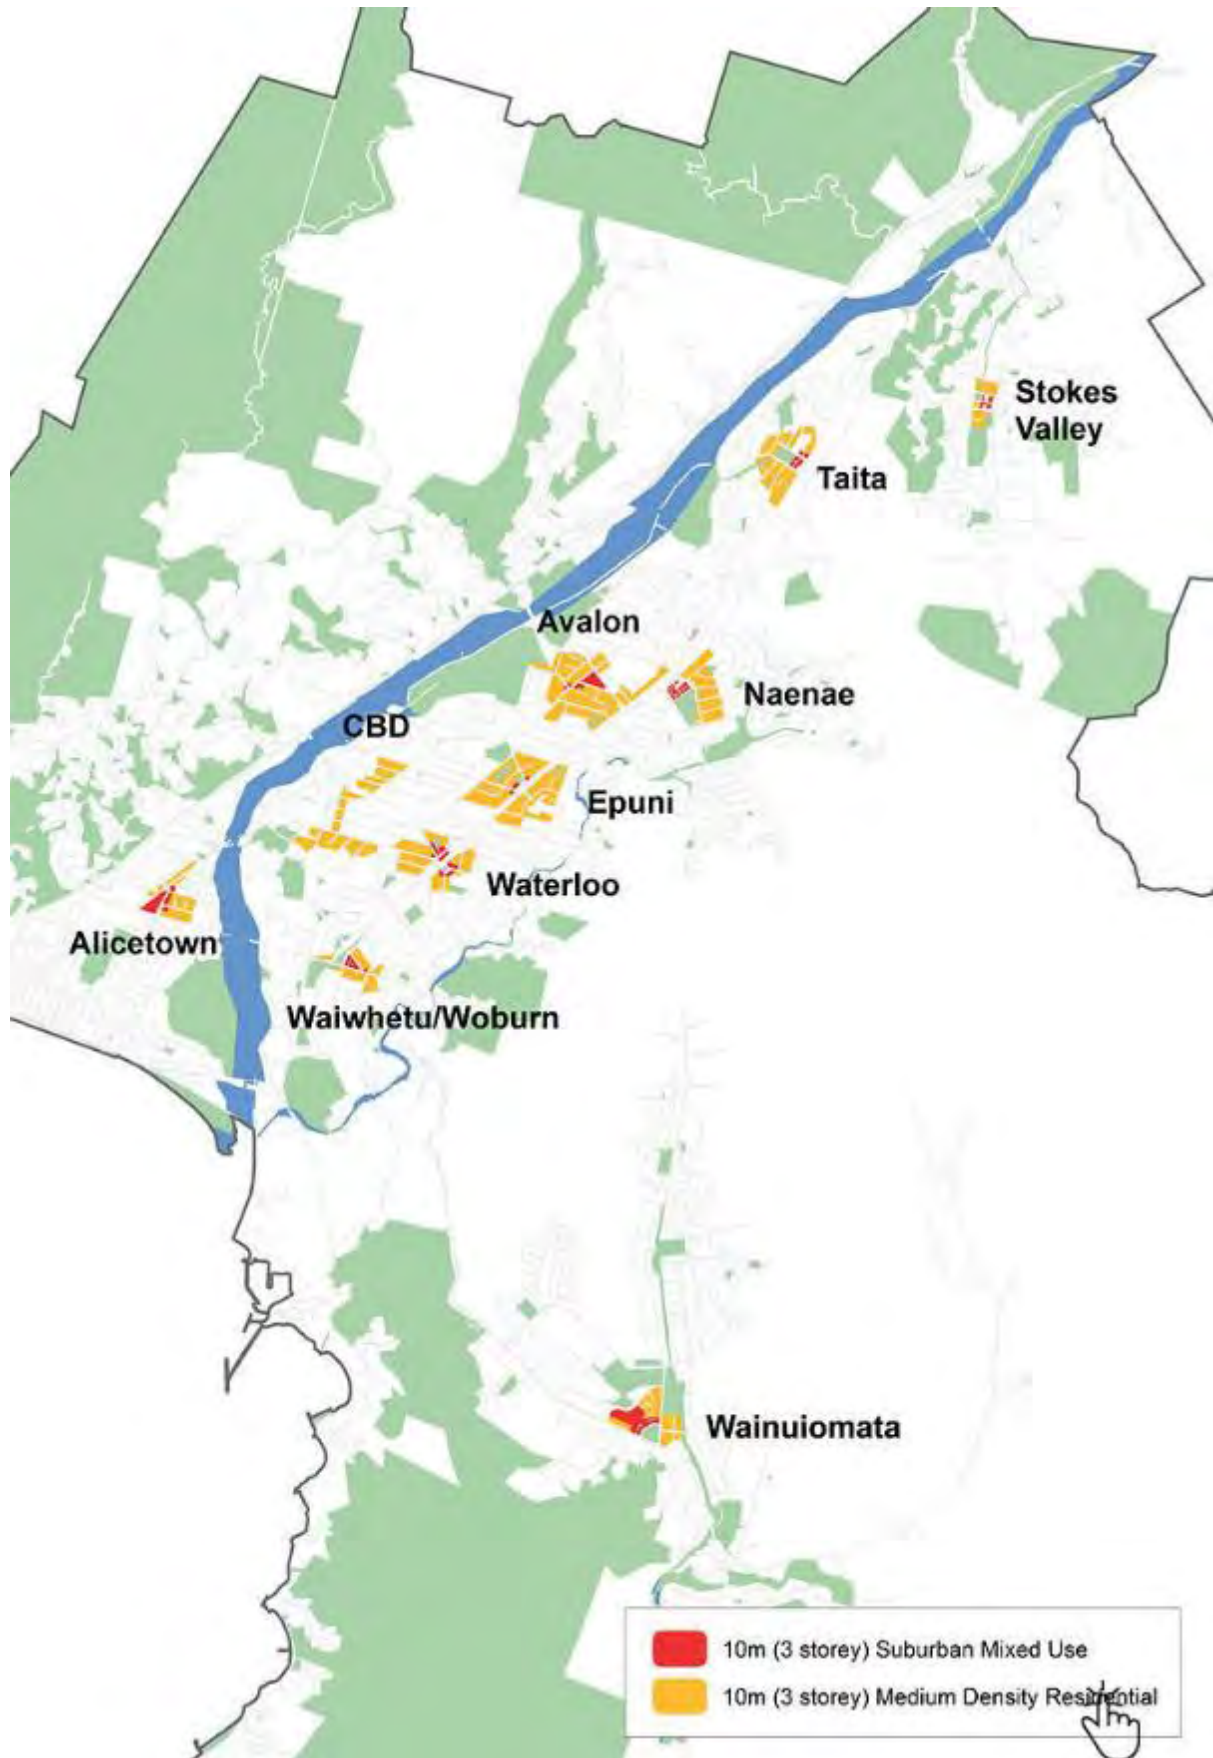 Stokes
Valley
Taita
Avalon
Naenae
CBD
Epuni
Waterloo
Alicetown
Waiwhetu/Woburn
Wainuiomata
10m (3 storey) Suburban Mixed Use
10m (3 storey) Medium Density Residential